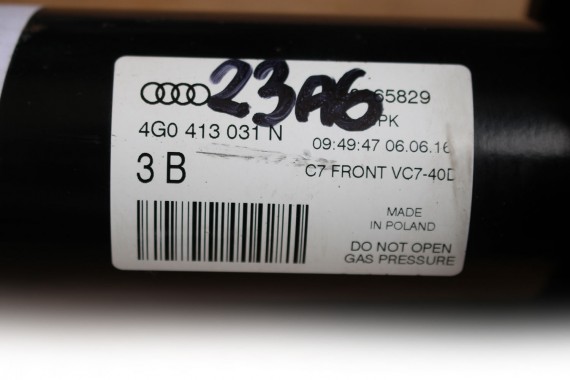 23A6
65829
4G0 413 031 N
PK
09:49:47 06.06.16
3 B
C7 FRONT VC7-40D
MADE
IN POLAND
DO NOT OPEN
GAS PRESSURE